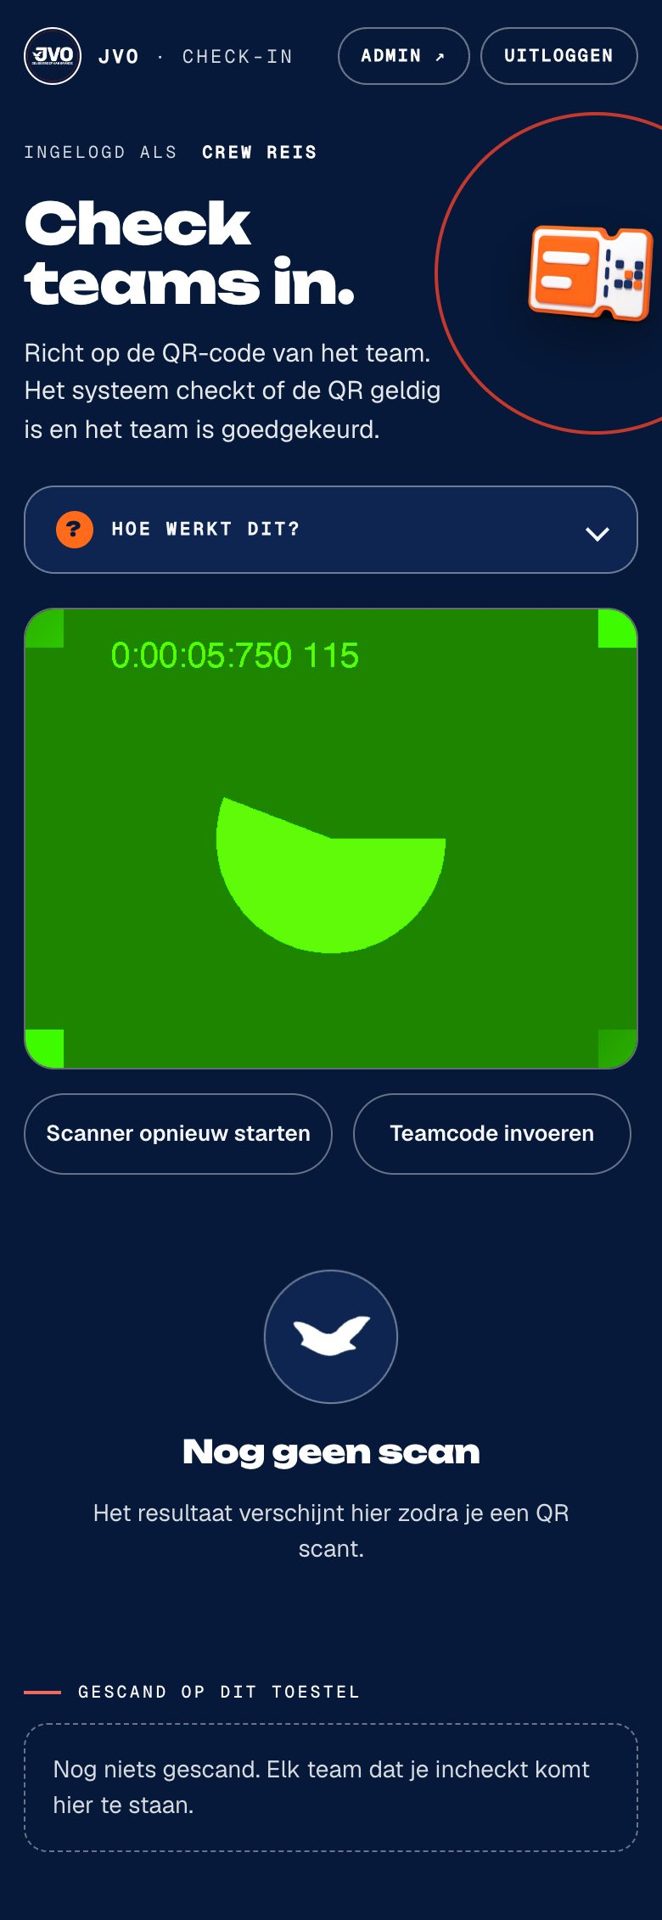 JVO
JVO · CHECK-IN
ADMIN ↗
UITLOGGEN
INGELOGD ALS CREW REIS
Check
teams in.
Richt op de QR-code van het team.
Het systeem checkt of de QR geldig
is en het team is goedgekeurd.
? HOE WERKT DIT?
0:00:05:750 115
Scanner opnieuw starten
Teamcode invoeren
Nog geen scan
Het resultaat verschijnt hier zodra je een QR
scant.
GESCAND OP DIT TOESTEL
Nog niets gescand. Elk team dat je incheckt komt
hier te staan.